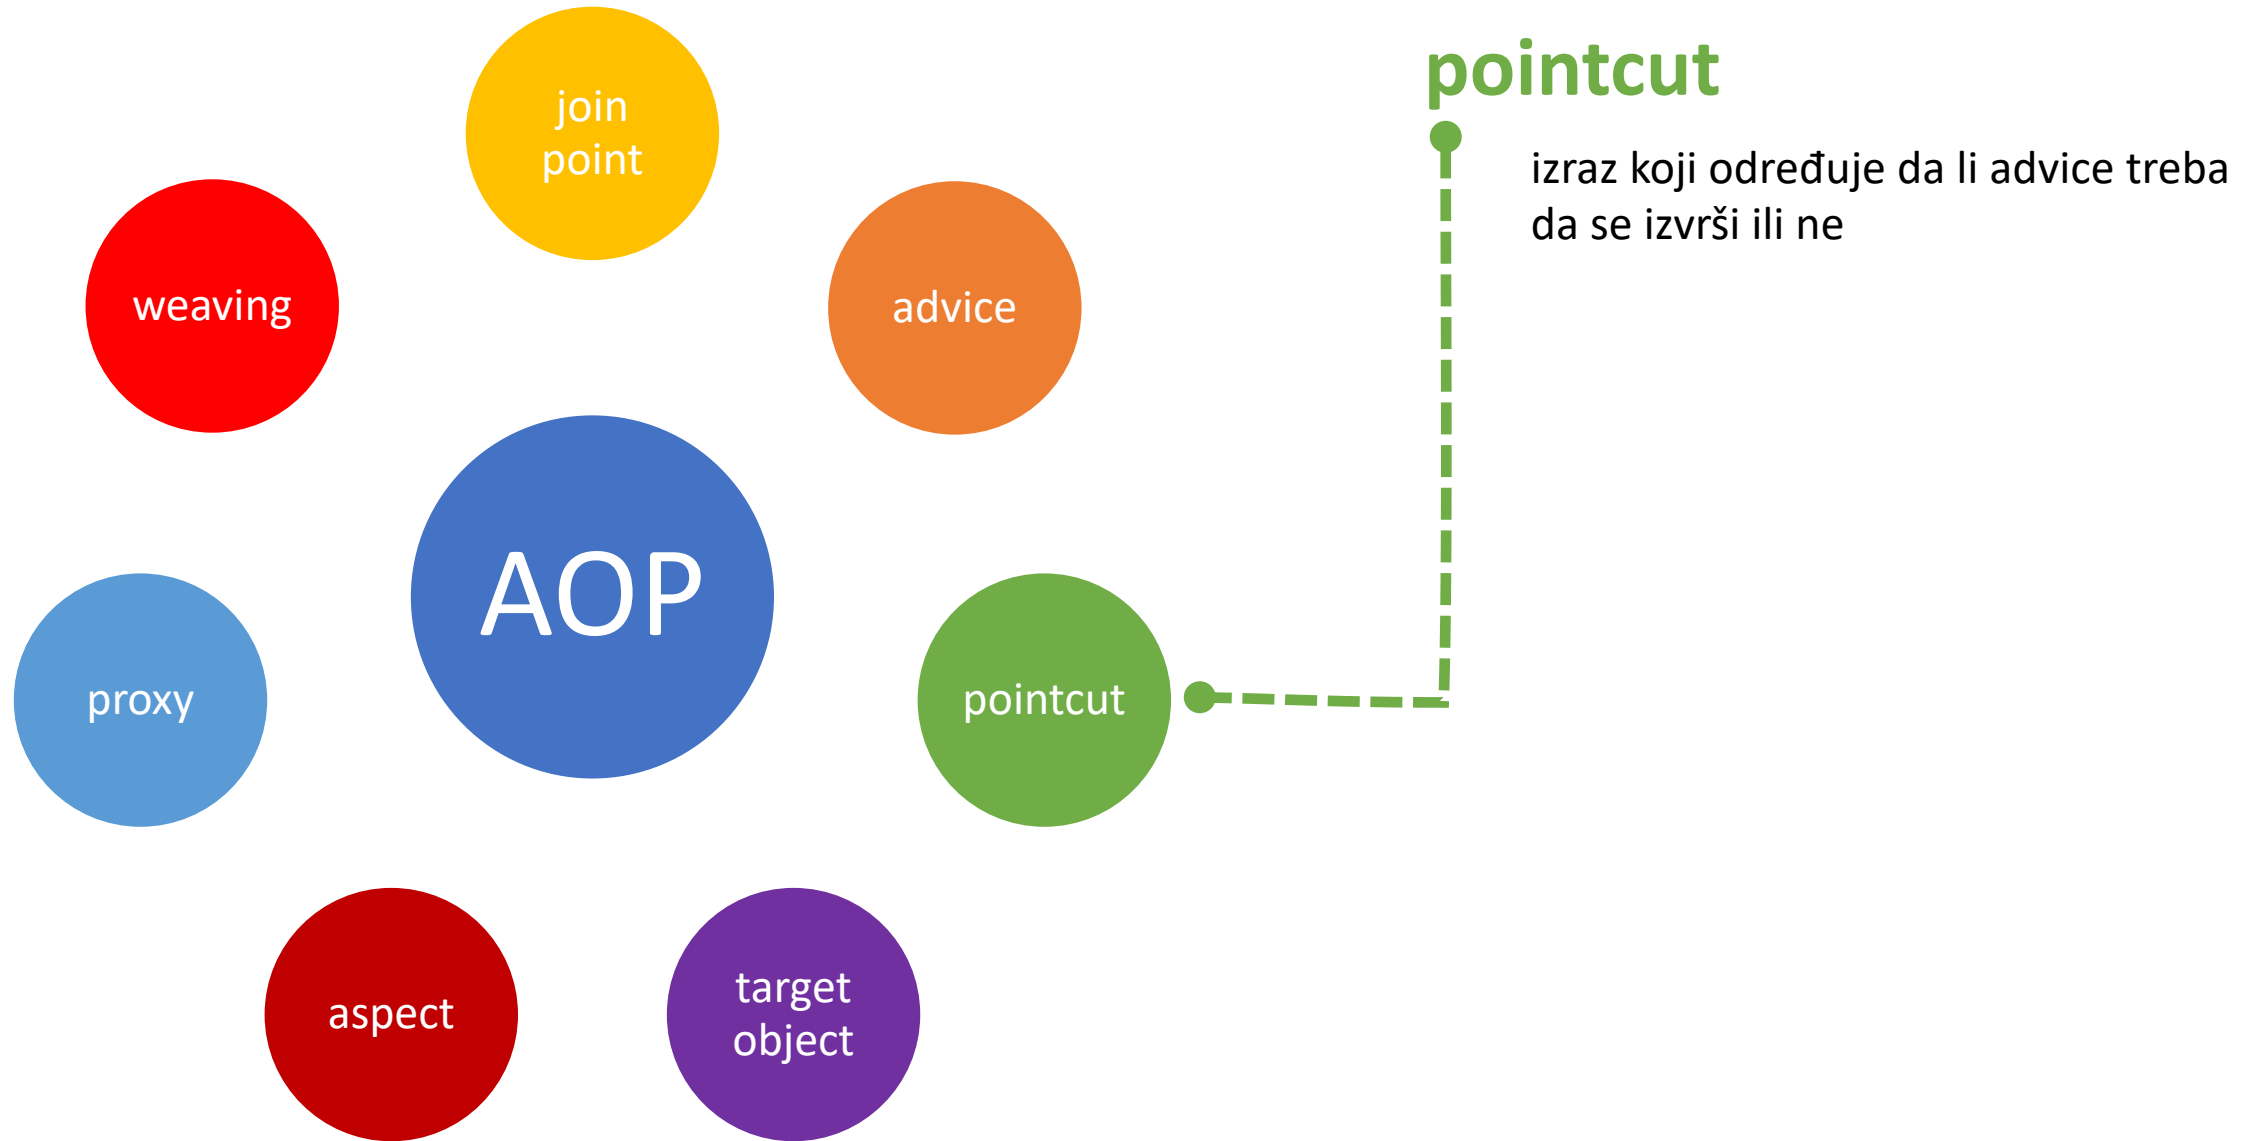 join
point
weaving
advice
AOP
proxy
pointcut
aspect
target
object
pointcut
izraz koji određuje da li advice treba
da se izvrši ili ne